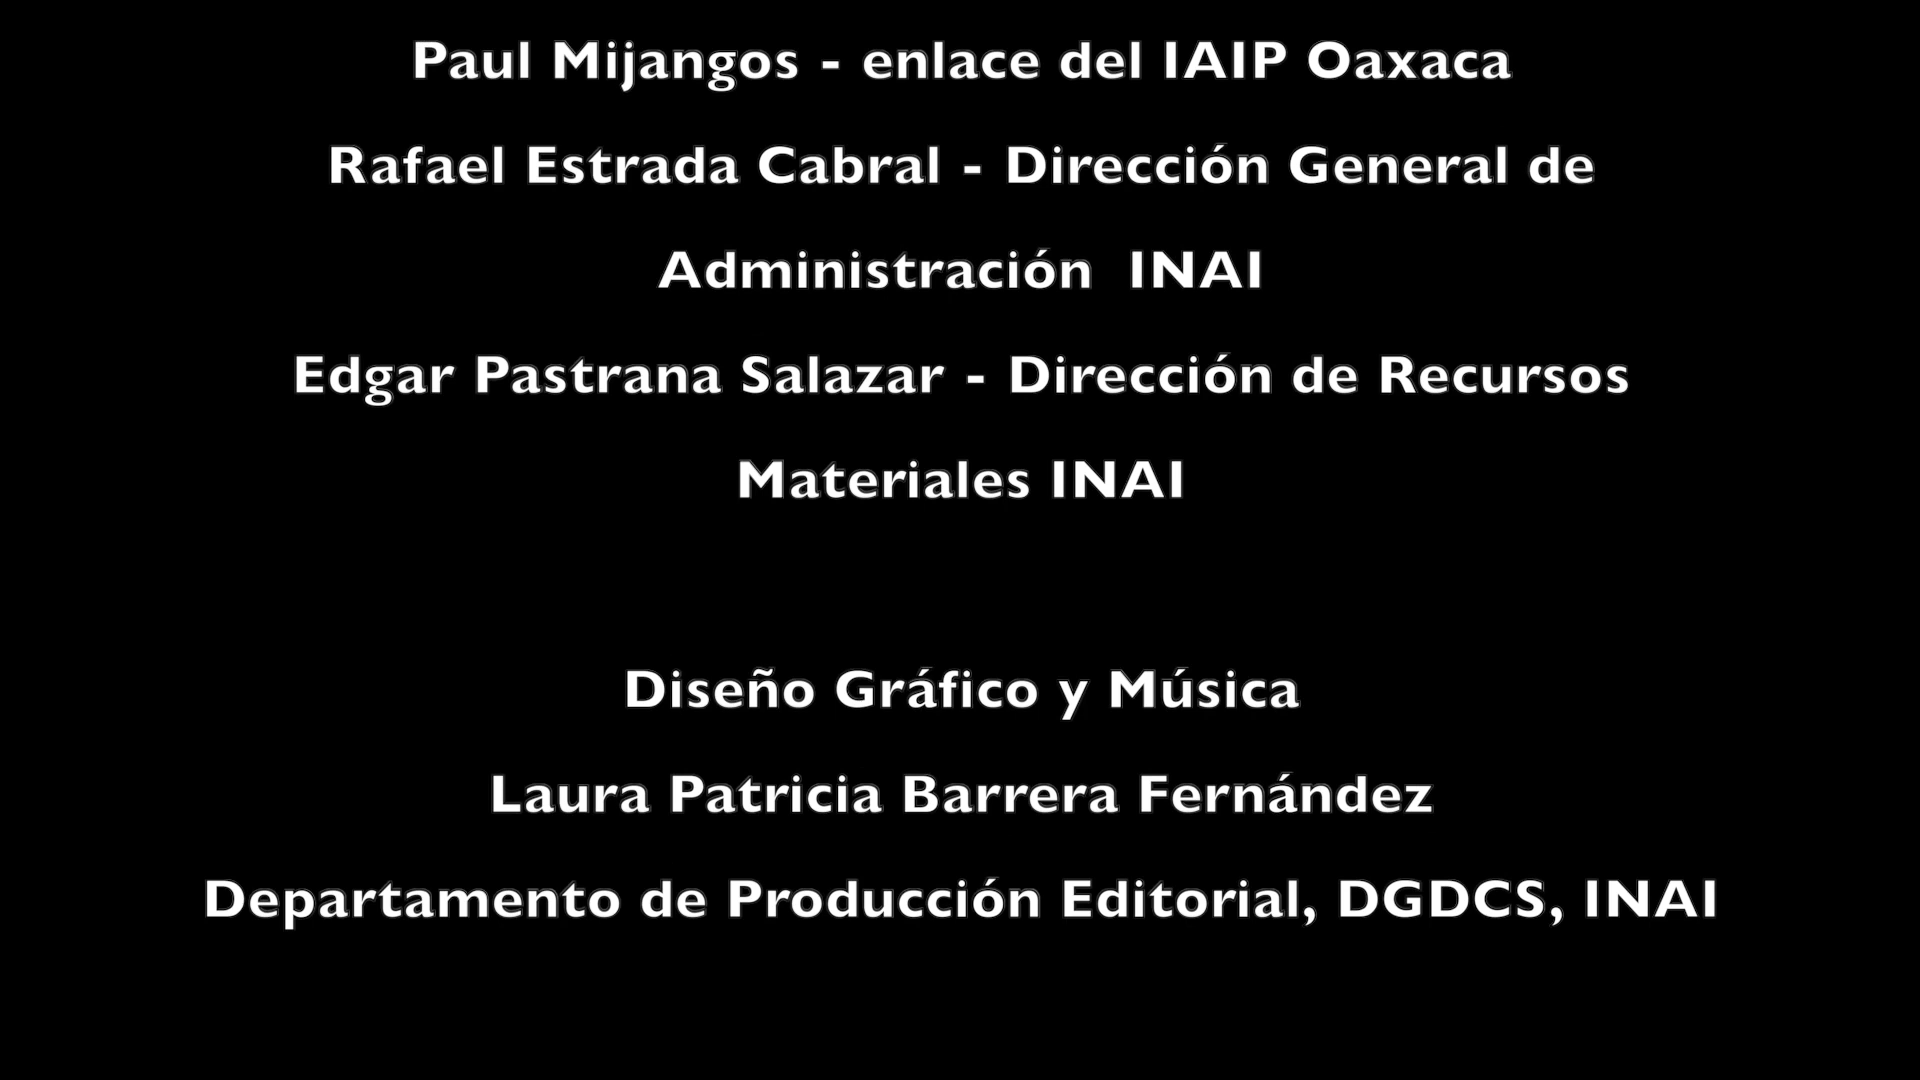 Paul Mijangos - enlace del IAIP Oaxaca
Rafael Estrada Cabral - Dirección General de
Administración  INAI
Edgar Pastrana Salazar - Dirección de Recursos
Materiales INAI
Diseño Gráfico y Música
Laura Patricia Barrera Fernández
Departamento de Producción Editorial, DGDCS, INAI